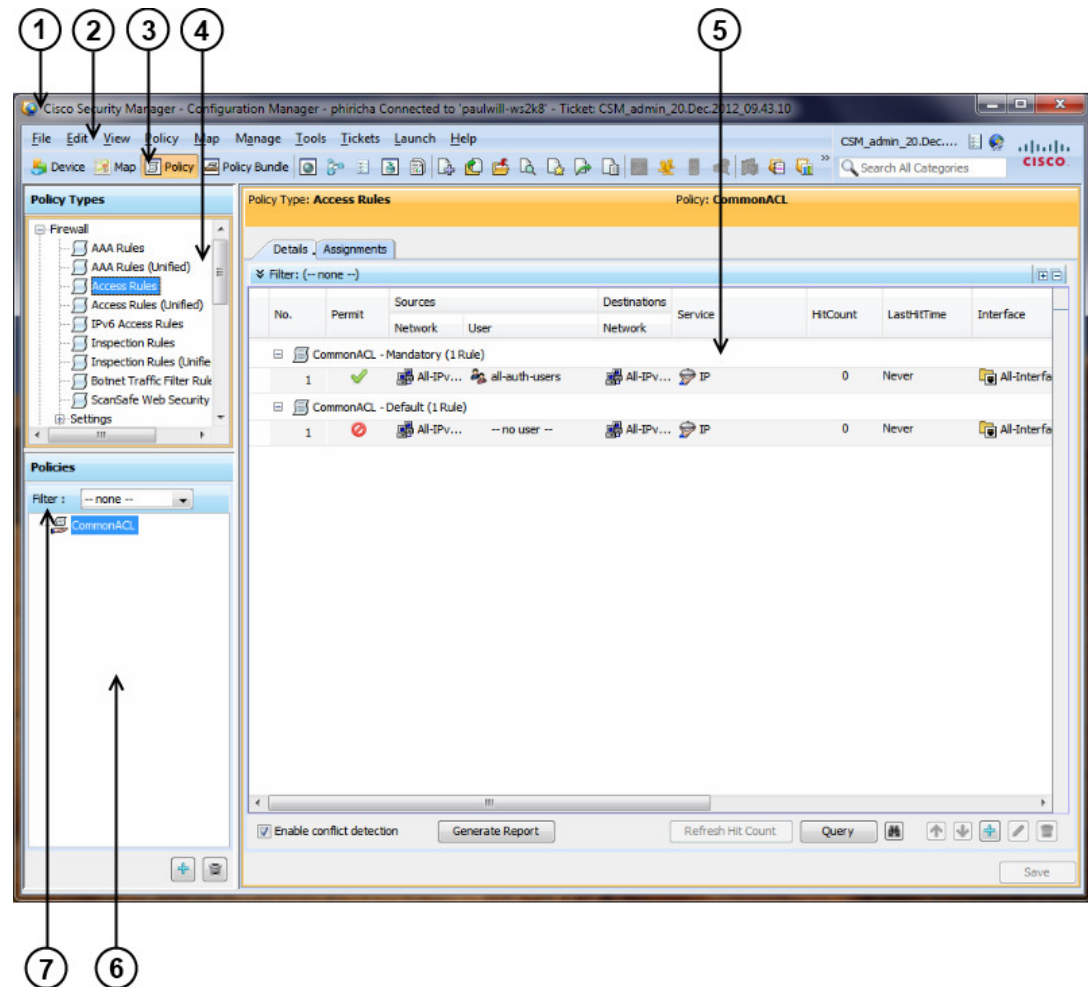 1 2 3 4 5
Cisco Security Manager - Configuration Manager - phiricha Connected to 'paulwill-ws2k8' - Ticket: CSM_admin_20.Dec.2012_09.43.10
File Edit View Policy Map Manage Tools Tickets Launch Help
CSM_admin_20.Dec....
Device Map Policy Policy Bundle
Search All Categories
CISCO
Policy Types
Firewall
AAA Rules
AAA Rules (Unified)
Access Rules
Access Rules (Unified)
IPv6 Access Rules
Inspection Rules
Inspection Rules (Unifie
Botnet Traffic Filter Rule
ScanSafe Web Security
Settings
Policies
Filter : -- none --
CommonACL
Policy Type: Access Rules Policy: CommonACL
Details Assignments
Filter: (-- none --)
No. Permit Sources Destinations Service HitCount LastHitTime Interface
Network User Network
CommonACL - Mandatory (1 Rule)
1 All-IPv... all-auth-users All-IPv... IP 0 Never All-Interfa
CommonACL - Default (1 Rule)
1 All-IPv... -- no user -- All-IPv... IP 0 Never All-Interfa
Enable conflict detection Generate Report Refresh Hit Count Query
Save
7 6